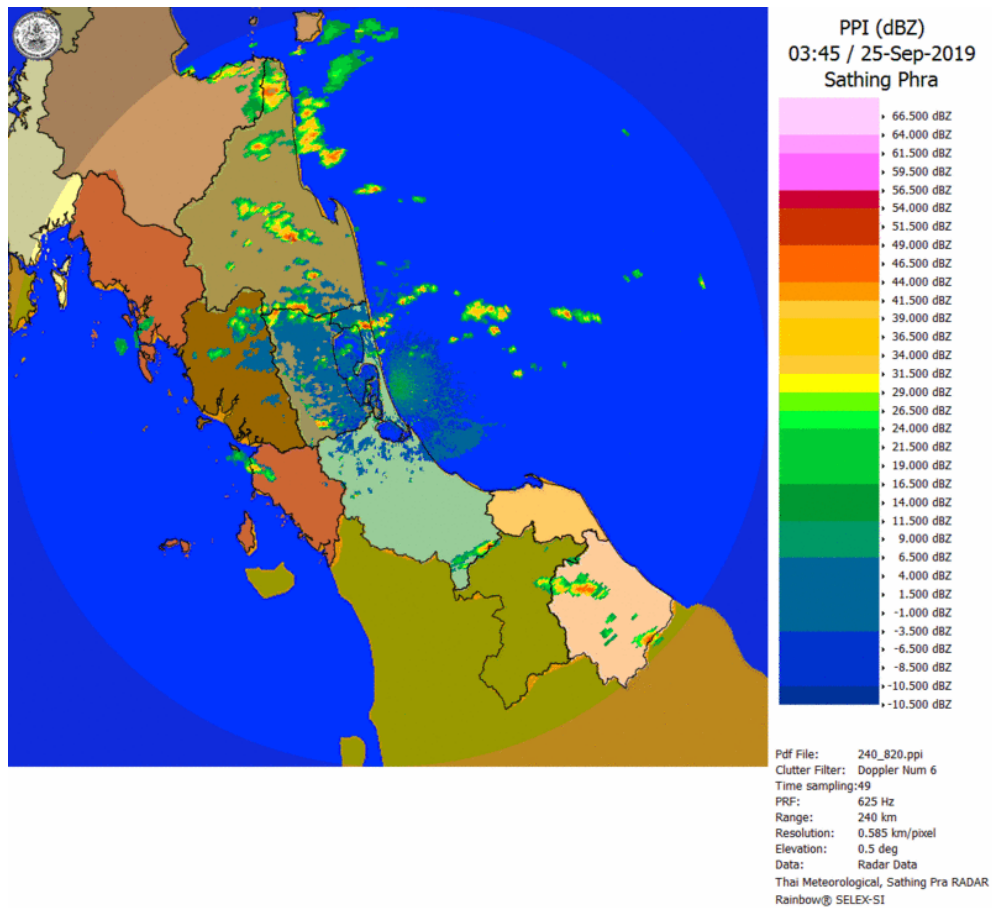 PPI (dBZ)
03:45 / 25-Sep-2019
Sathing Phra
66.500 dBZ
64.000 dBZ
61.500 dBZ
59.500 dBZ
56.500 dBZ
54.000 dBZ
51.500 dBZ
49.000 dBZ
46.500 dBZ
44.000 dBZ
41.500 dBZ
39.000 dBZ
36.500 dBZ
34.000 dBZ
31.500 dBZ
29.000 dBZ
26.500 dBZ
24.000 dBZ
21.500 dBZ
19.000 dBZ
16.500 dBZ
14.000 dBZ
11.500 dBZ
9.000 dBZ
6.500 dBZ
4.000 dBZ
1.500 dBZ
-1.000 dBZ
-3.500 dBZ
-6.500 dBZ
-8.500 dBZ
-10.500 dBZ
-10.500 dBZ
Pdf File: 240_820.ppi
Clutter Filter: Doppler Num 6
Time sampling:49
PRF: 625 Hz
Range: 240 km
Resolution: 0.585 km/pixel
Elevation: 0.5 deg
Data: Radar Data
Thai Meteorological, Sathing Pra RADAR
Rainbow® SELEX-SI